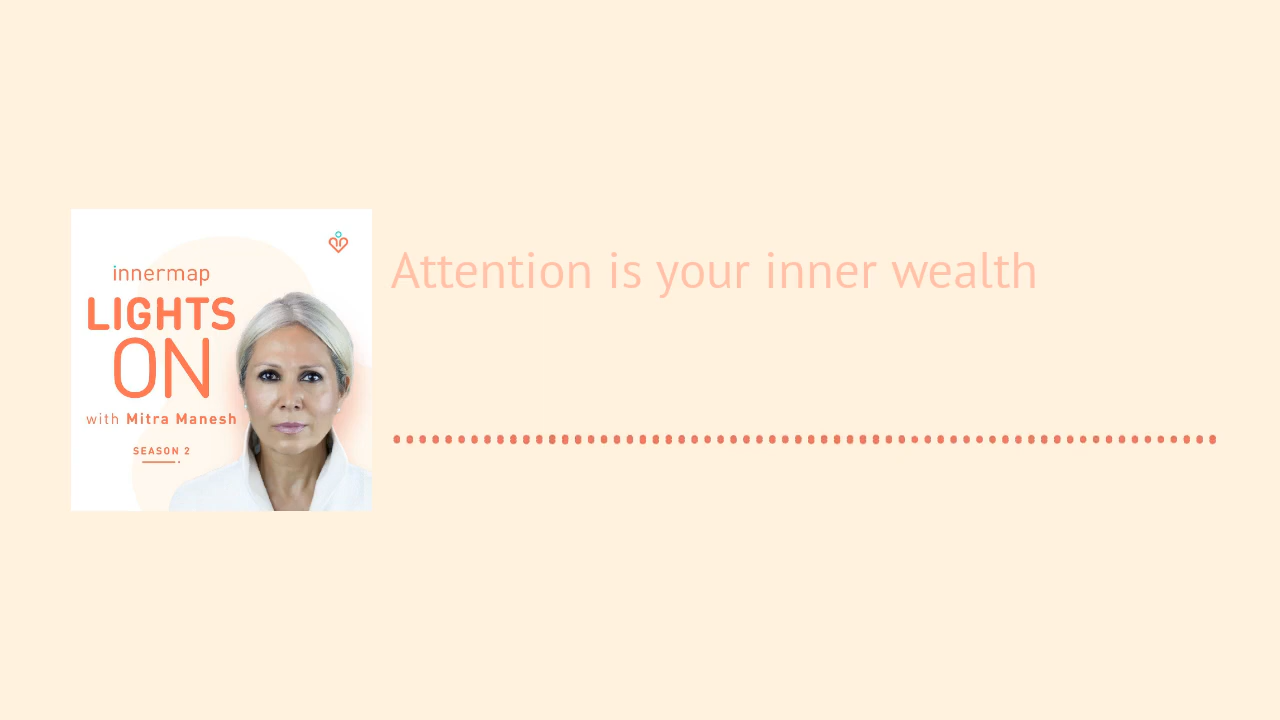 innermap
LIGHTS
ON
with Mitra Manesh
SEASON 2
Attention is your inner wealth